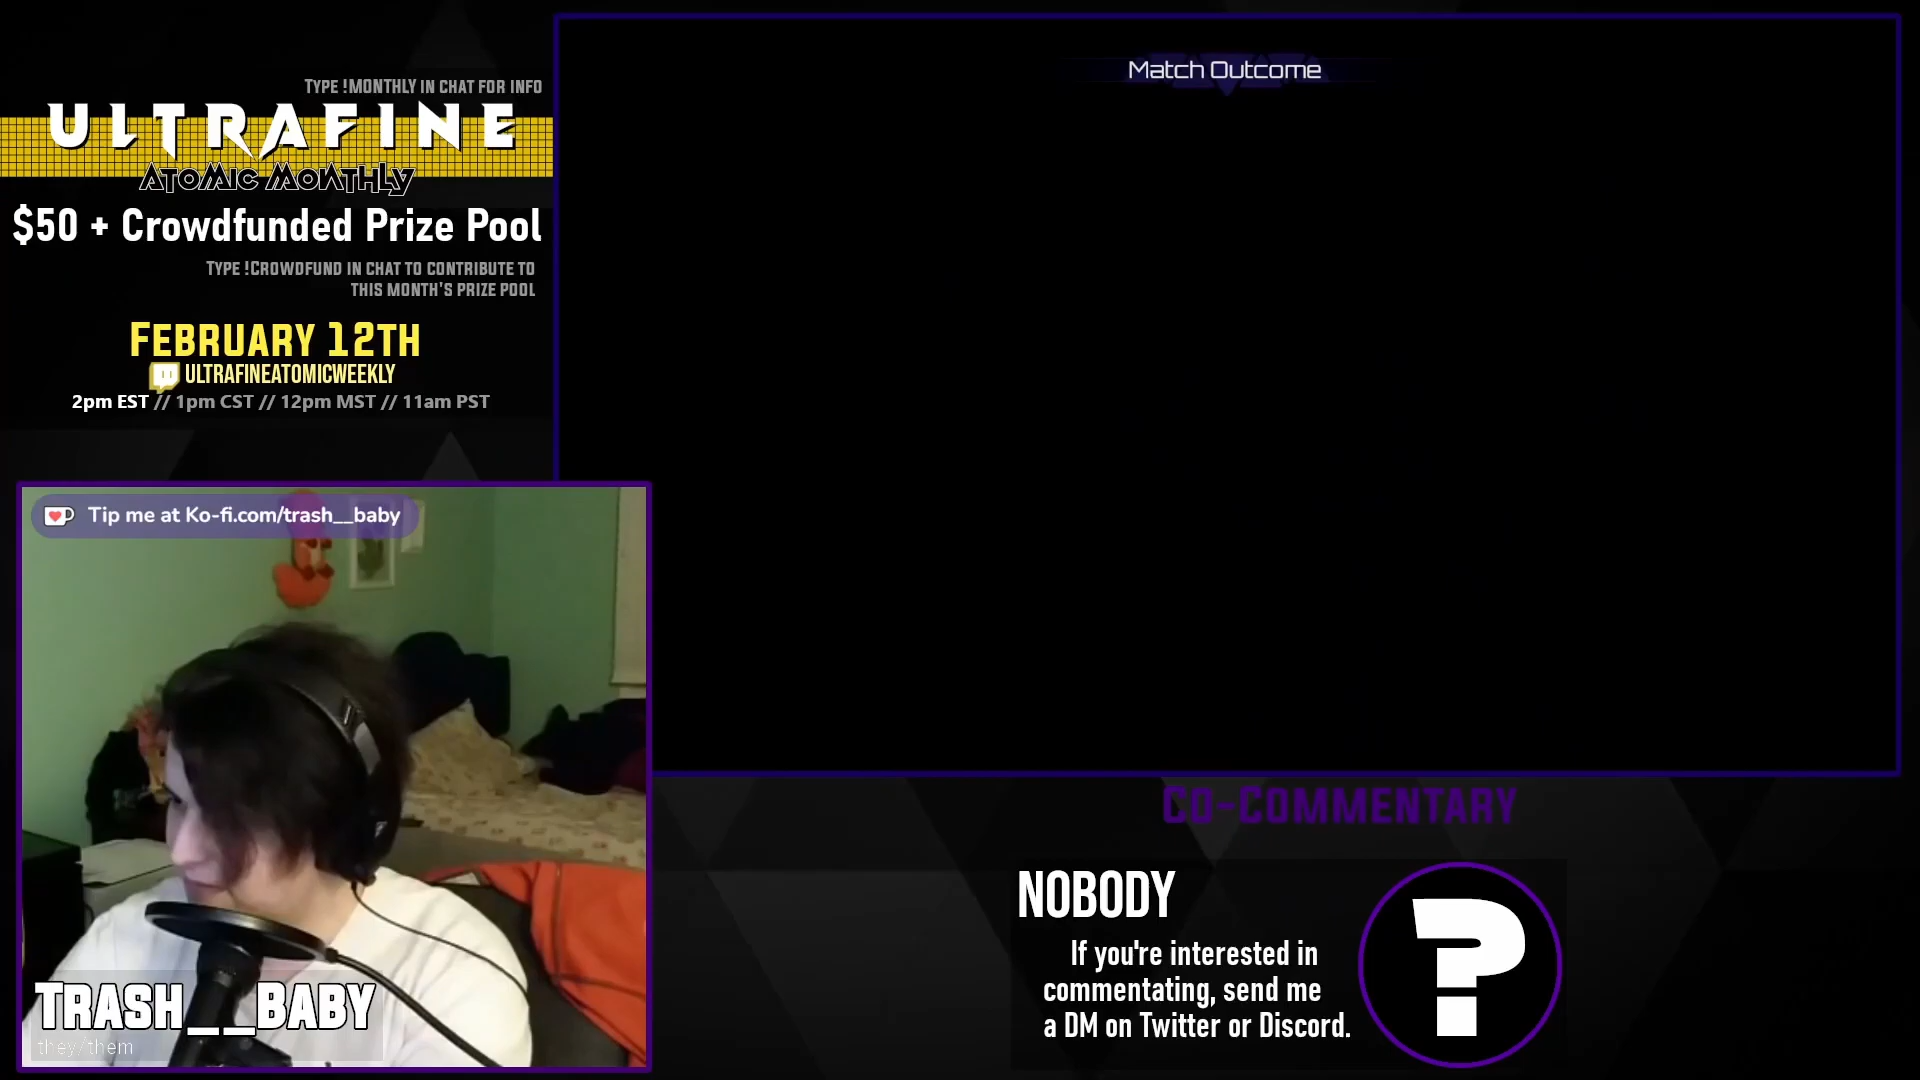 Type !MONTHLY in chat for info
ULTRAFINE
Atomic Monthly
$50 + Crowdfunded Prize Pool
Type !Crowdfund in chat to contribute to
this month's prize pool
February 12th
ULTRAFINEATOMICWEEKLY
2pm EST // 1pm CST // 12pm MST // 11am PST
Match Outcome
Tip me at Ko-fi.com/trash__baby
Trash__Baby
they/them
Co-Commentary
NOBODY
If you're interested in
commentating, send me
a DM on Twitter or Discord.